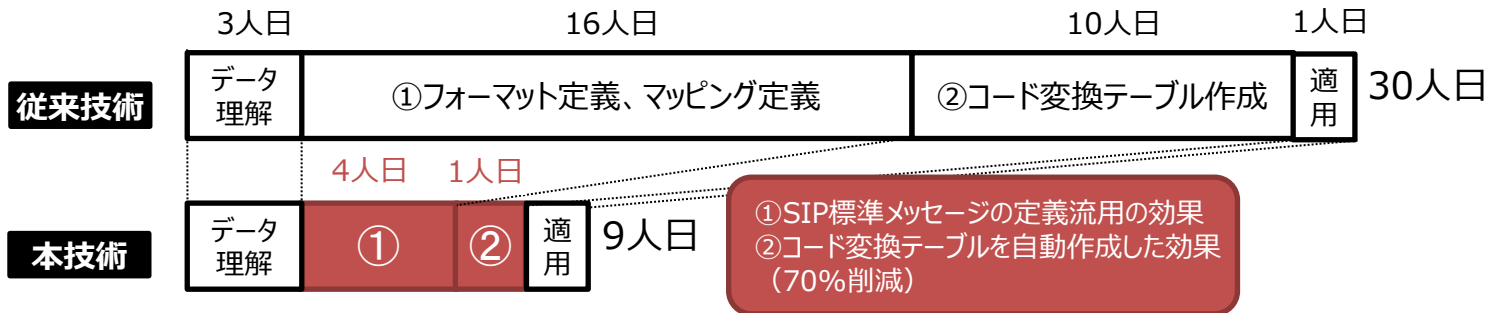 3人日
16人日
10人日
1人日
従来技術
データ
理解
①フォーマット定義、マッピング定義
②コード変換テーブル作成
適
用
30人日
4人日
1人日
本技術
データ
理解
①
②
適
用
9人日
①SIP標準メッセージの定義流用の効果
②コード変換テーブルを自動作成した効果
（70%削減）